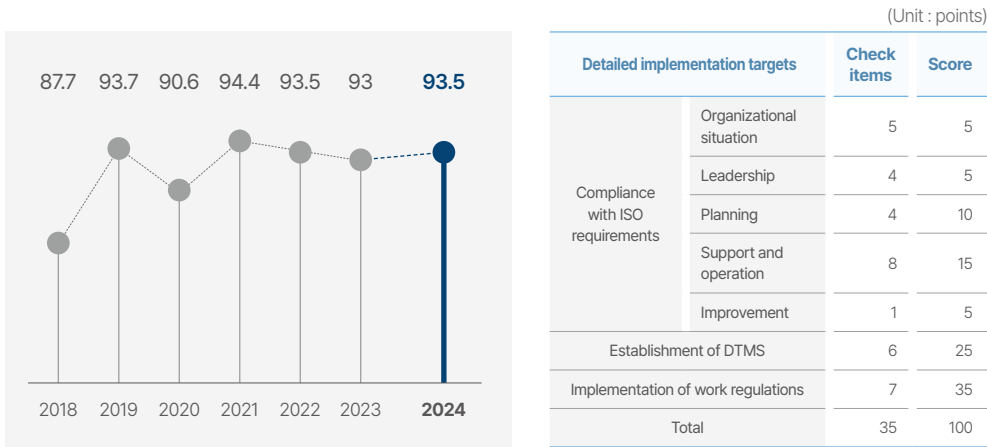 (Unit : points)
87.7 93.7 90.6 94.4 93.5 93 93.5
2018 2019 2020 2021 2022 2023 2024
Detailed implementation targets
Check
items
Score
Compliance
with ISO
requirements
Organizational
situation
5 5
Leadership 4 5
Planning 4 10
Support and
operation
8 15
Improvement 1 5
Establishment of DTMS 6 25
Implementation of work regulations 7 35
Total 35 100